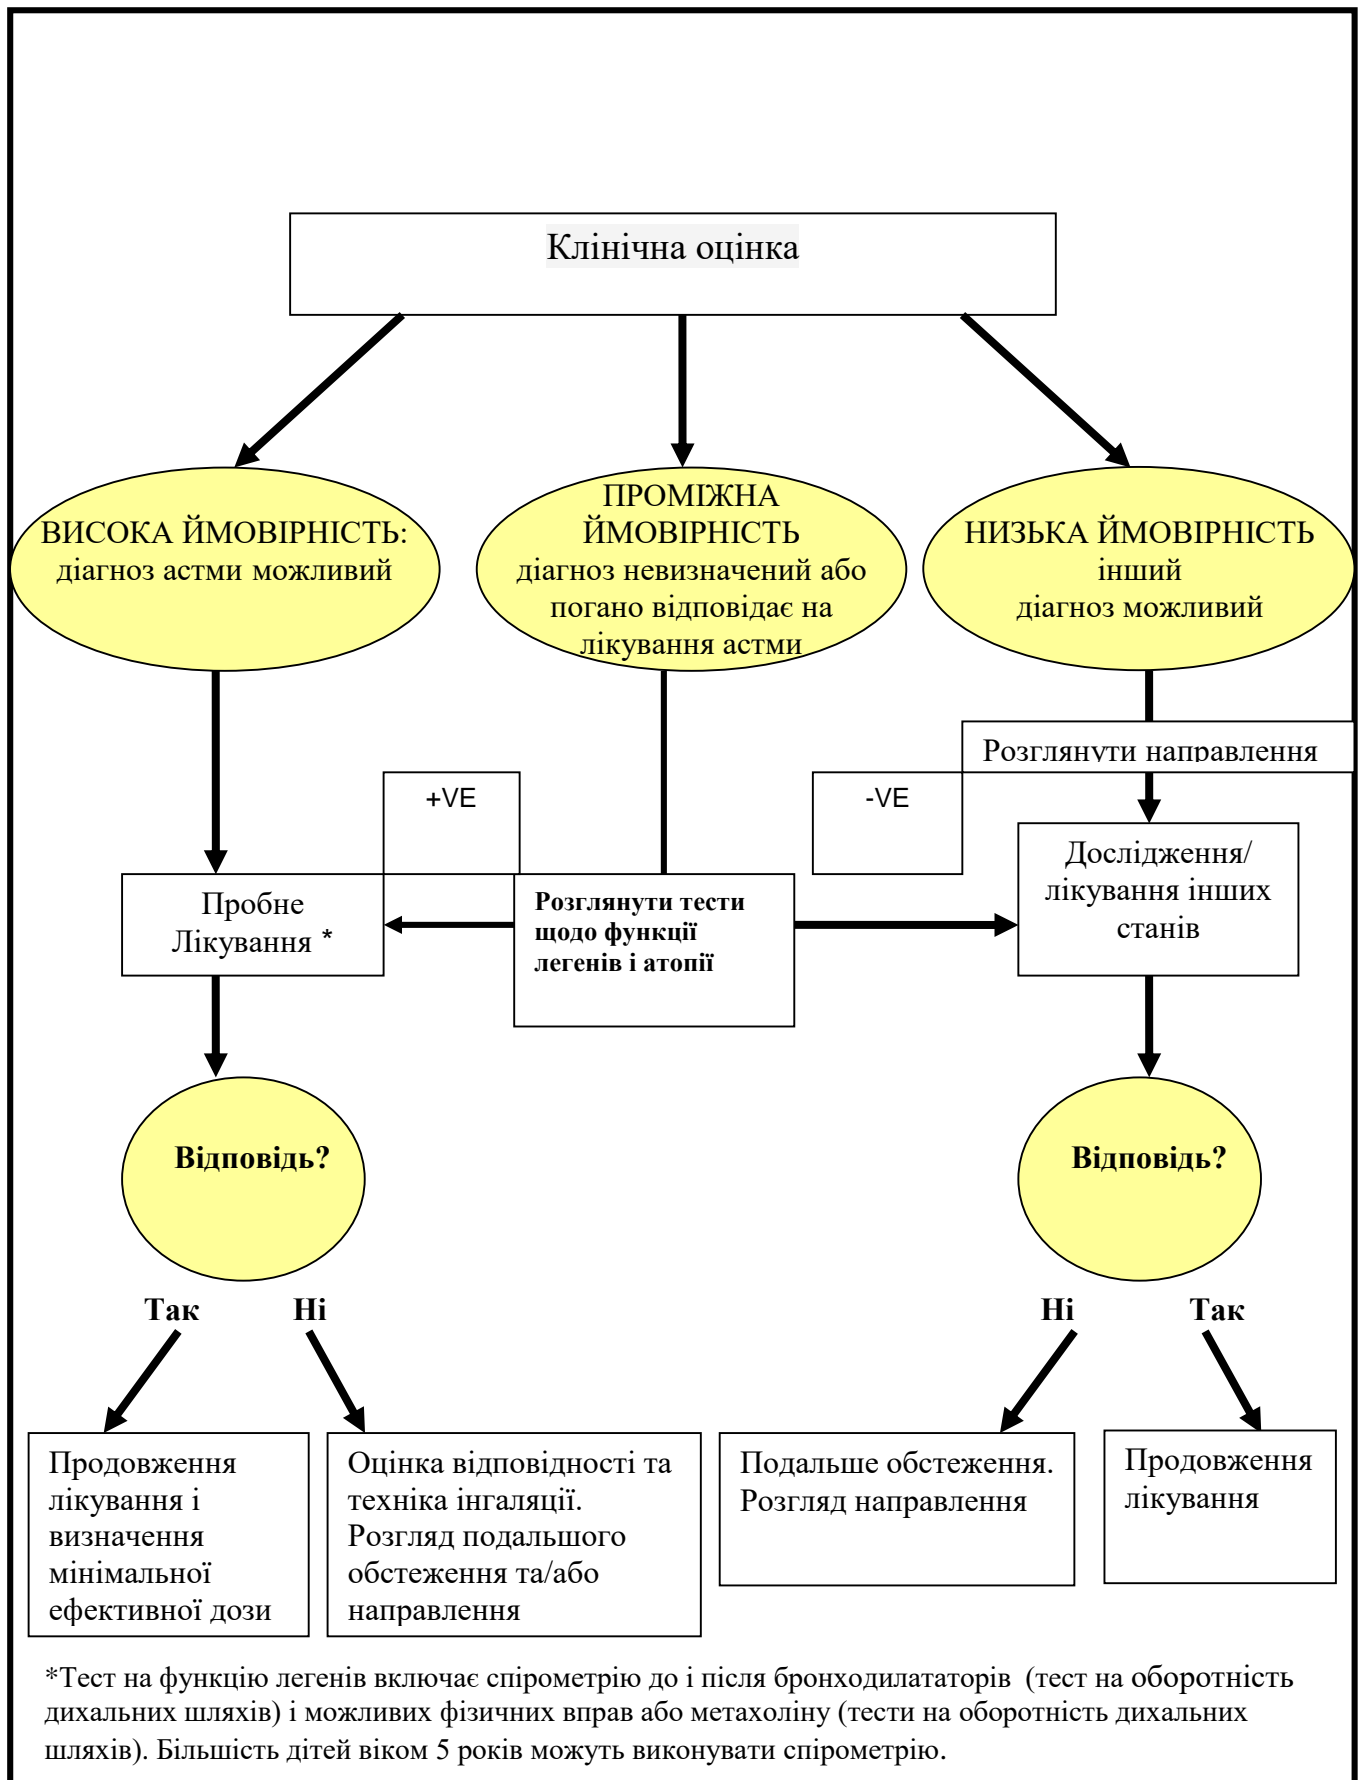 Клінічна оцінка
ВИСОКА ЙМОВІРНІСТЬ:
діагноз астми можливий
ПРОМІЖНА
ЙМОВІРНІСТЬ
діагноз невизначений або
погано відповідає на
лікування астми
НИЗЬКА ЙМОВІРНІСТЬ
інший
діагноз можливий
Розглянути направлення
+VE
-VE
Дослідження/
лікування інших
станів
Пробне
Лікування *
Розглянути тести
щодо функції
легенів і атопії
Відповідь?
Відповідь?
Так Ні
Ні Так
Продовження
лікування і
визначення
мінімальної
ефективної дози
Оцінка відповідності та
техніка інгаляції.
Розгляд подальшого
обстеження та/або
направлення
Подальше обстеження.
Розгляд направлення
Продовження
лікування
*Тест на функцію легенів включає спірометрію до і після бронходилататорів (тест на оборотність
дихальних шляхів) і можливих фізичних вправ або метахоліну (тести на оборотність дихальних
шляхів). Більшість дітей віком 5 років можуть виконувати спірометрію.